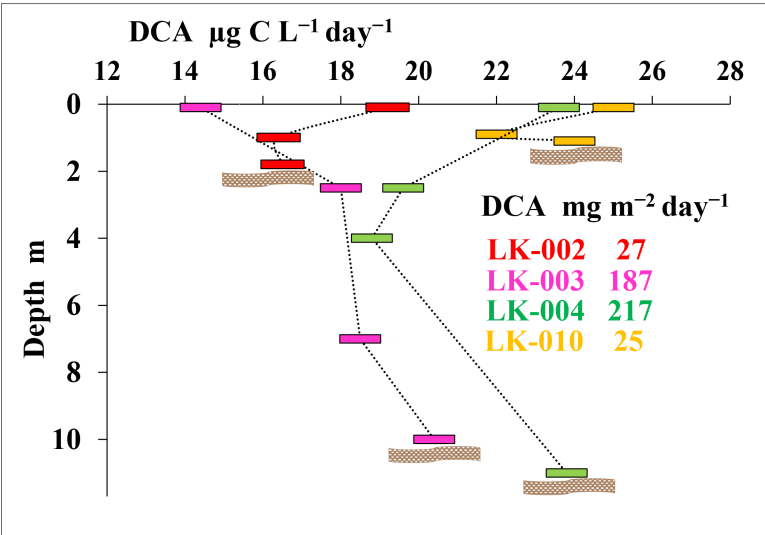 DCA µg C L⁻¹ day⁻¹
12 14 16 18 20 22 24 26 28
0
2
4
6
8
10
Depth m
DCA mg m⁻² day⁻¹
LK-002 27
LK-003 187
LK-004 217
LK-010 25